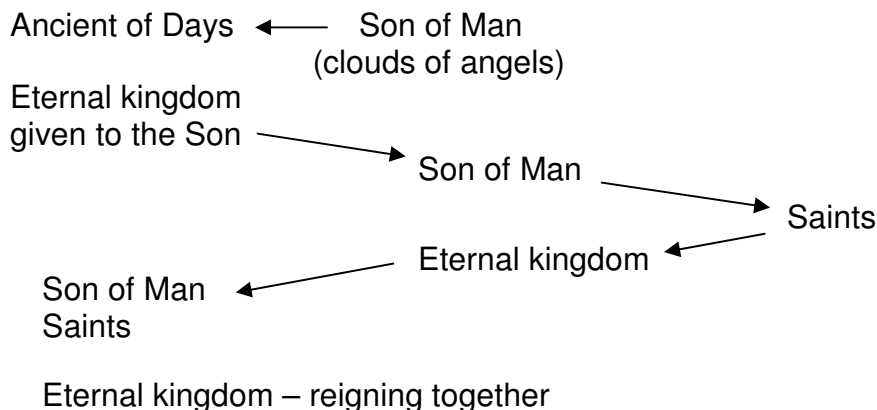 Ancient of Days Son of Man
(clouds of angels)
Eternal kingdom
given to the Son
Son of Man
Saints
Eternal kingdom
Son of Man
Saints
Eternal kingdom – reigning together